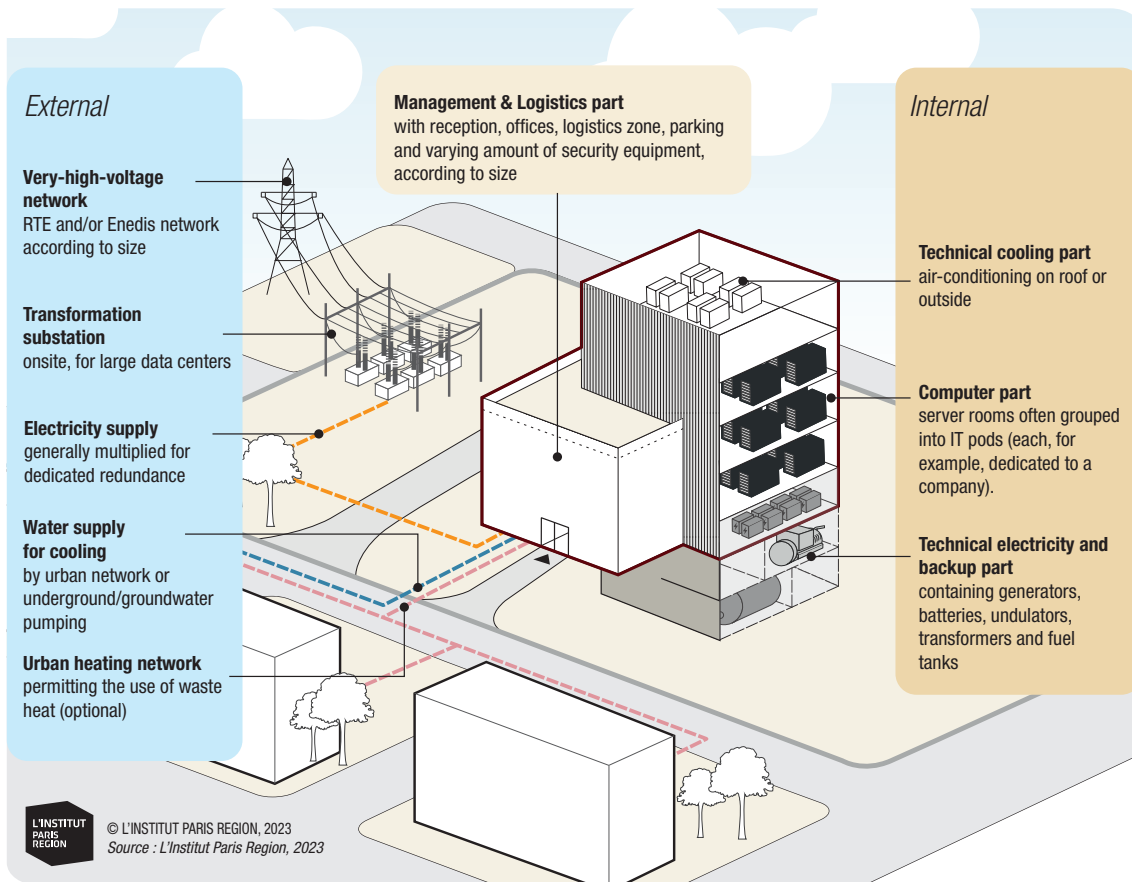 External
Very-high-voltage
network
RTE and/or Enedis network
according to size
Transformation
substation
onsite, for large data centers
Electricity supply
generally multiplied for
dedicated redundance
Water supply
for cooling
by urban network or
underground/groundwater
pumping
Urban heating network
permitting the use of waste
heat (optional)
Management & Logistics part
with reception, offices, logistics zone, parking
and varying amount of security equipment,
according to size
Internal
Technical cooling part
air-conditioning on roof or
outside
Computer part
server rooms often grouped
into IT pods (each, for
example, dedicated to a
company).
Technical electricity and
backup part
containing generators,
batteries, undulators,
transformers and fuel
tanks
L'INSTITUT
PARIS
REGION
© L'INSTITUT PARIS REGION, 2023
Source : L'Institut Paris Region, 2023